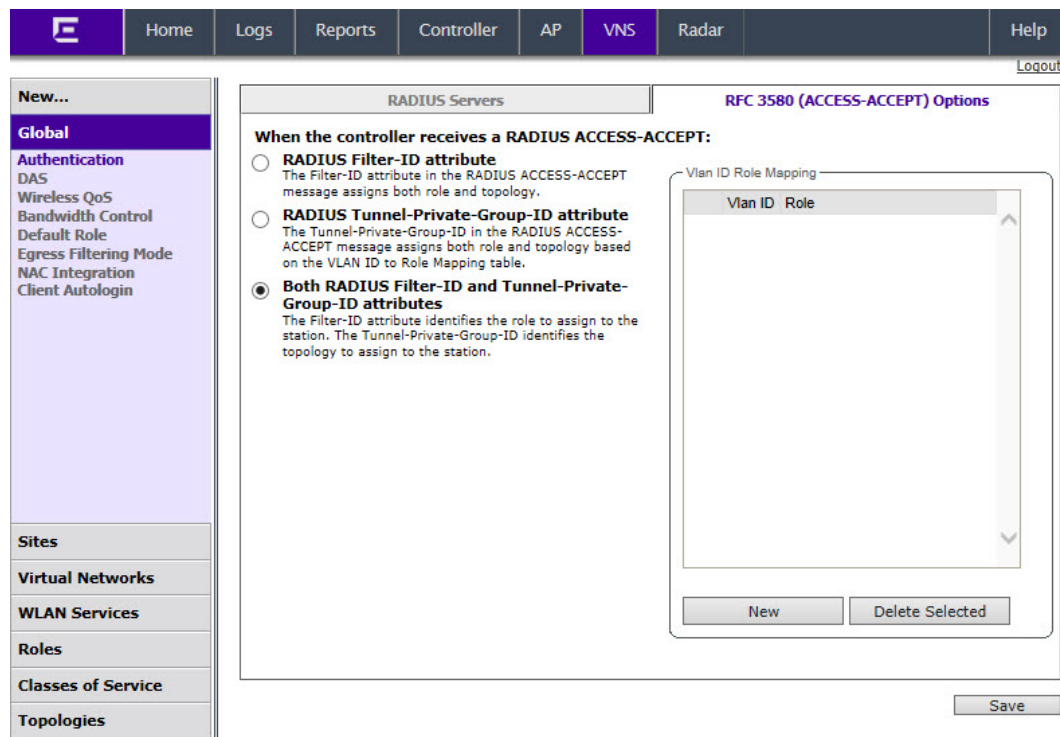 Home
Logs
Reports
Controller
AP
VNS
Radar
Help
Logout
New...
Global
Authentication
DAS
Wireless QoS
Bandwidth Control
Default Role
Egress Filtering Mode
NAC Integration
Client Autologin
Sites
Virtual Networks
WLAN Services
Roles
Classes of Service
Topologies
RADIUS Servers
RFC 3580 (ACCESS-ACCEPT) Options
When the controller receives a RADIUS ACCESS-ACCEPT:
RADIUS Filter-ID attribute
The Filter-ID attribute in the RADIUS ACCESS-ACCEPT
message assigns both role and topology.
RADIUS Tunnel-Private-Group-ID attribute
The Tunnel-Private-Group-ID in the RADIUS ACCESS-
ACCEPT message assigns both role and topology based
on the VLAN ID to Role Mapping table.
Both RADIUS Filter-ID and Tunnel-Private-
Group-ID attributes
The Filter-ID attribute identifies the role to assign to the
station. The Tunnel-Private-Group-ID identifies the
topology to assign to the station.
Vlan ID Role Mapping
Vlan ID Role
New
Delete Selected
Save